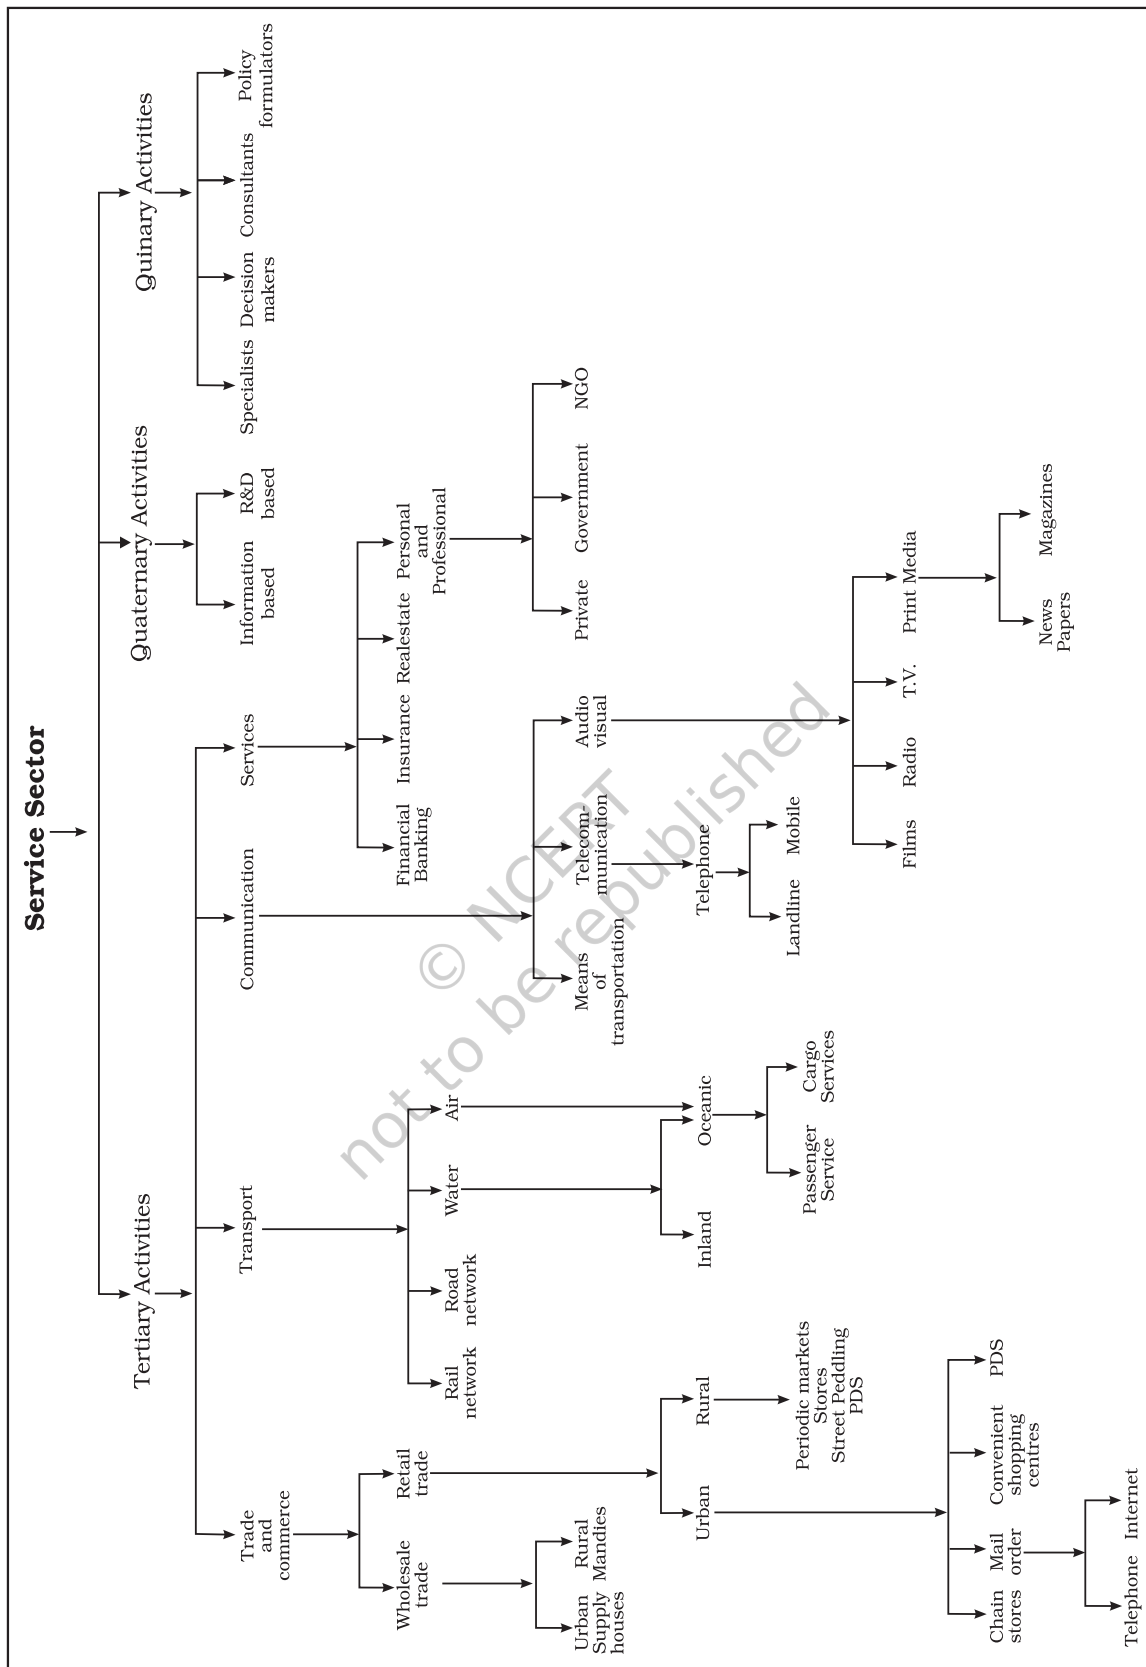 Service Sector
Tertiary Activities
Quaternary Activities
Quinary Activities
Trade
and
commerce
Transport
Communication
Services
Information
based
R&D
based
Specialists
Decision
makers
Consultants
Policy
formulators
Wholesale
trade
Retail
trade
Rail
network
Road
network
Water
Air
Financial
Banking
Insurance
Realestate
Personal
and
Professional
Urban
Supply
houses
Rural
Mandies
Means
of
transportation
Telecom-
munication
Audio
visual
Private
Government
NGO
Urban
Rural
Inland
Oceanic
Telephone
Periodic markets
Stores
Street Peddling
PDS
Passenger
Service
Cargo
Services
Landline
Mobile
Films
Radio
T.V.
Print Media
Chain
stores
Mail
order
Convenient
shopping
centres
PDS
News
Papers
Magazines
Telephone
Internet
© NCERT
not to be republished